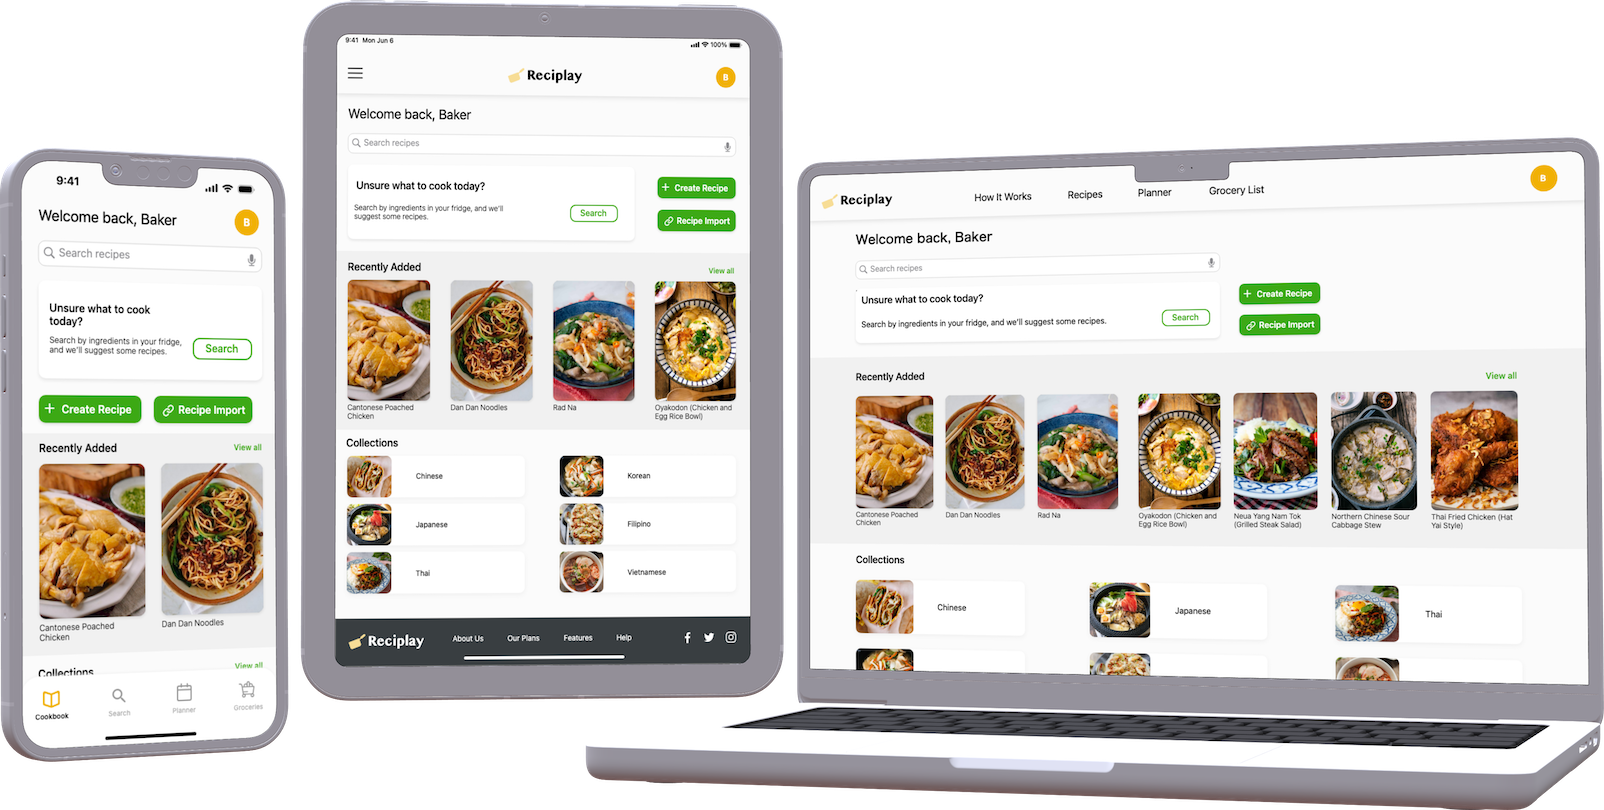 9:41
Welcome back, Baker
B
Search recipes
Unsure what to cook
today?
Search by ingredients in your fridge,
and we'll suggest some recipes.
Search
+ Create Recipe
Recipe Import
Recently Added
View all
Cantonese Poached
Chicken
Dan Dan Noodles
Collections
View all
Cookbook
Search
Planner
Groceries
9:41 Mon Jun 6
100%
Reciplay
B
Welcome back, Baker
Search recipes
Unsure what to cook today?
Search by ingredients in your fridge, and we'll
suggest some recipes.
Search
+ Create Recipe
Recipe Import
Recently Added
View all
Cantonese Poached
Chicken
Dan Dan Noodles
Rad Na
Oyakodon (Chicken and
Egg Rice Bowl)
Collections
Chinese
Korean
Japanese
Filipino
Thai
Vietnamese
Reciplay
About Us
Our Plans
Features
Help
Reciplay
How It Works
Recipes
Planner
Grocery List
B
Welcome back, Baker
Search recipes
Unsure what to cook today?
Search by ingredients in your fridge, and we'll suggest some recipes.
Search
+ Create Recipe
Recipe Import
Recently Added
View all
Cantonese Poached
Chicken
Dan Dan Noodles
Rad Na
Oyakodon (Chicken and
Egg Rice Bowl)
Neua Yang Nam Tok
(Grilled Steak Salad)
Northern Chinese Sour
Cabbage Stew
Thai Fried Chicken (Hat
Yai Style)
Collections
Chinese
Japanese
Thai